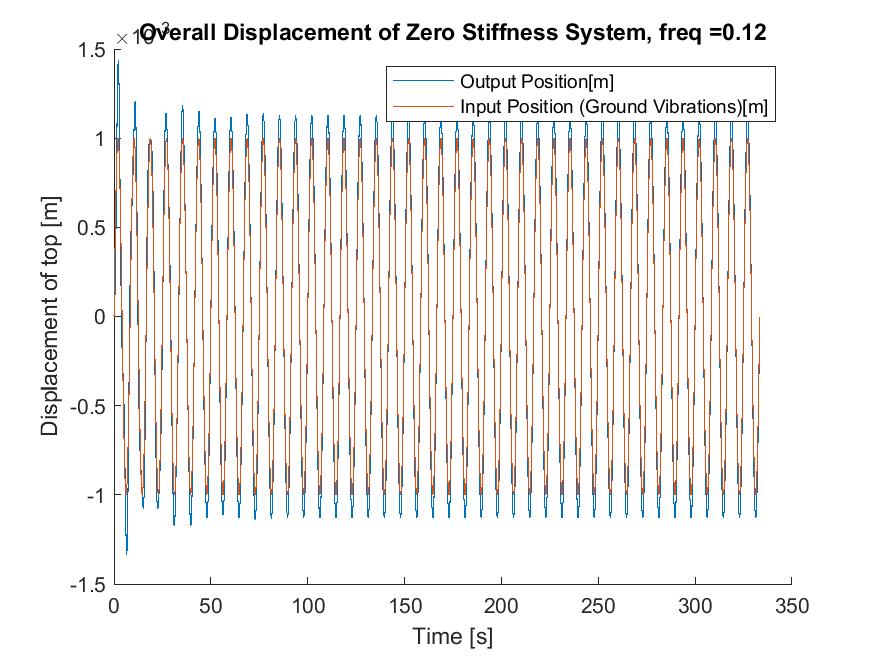 Overall Displacement of Zero Stiffness System, freq =0.12
×10-3
1.5
Output Position[m]
Input Position (Ground Vibrations)[m]
1
0.5
0
-0.5
-1
-1.5
Displacement of top [m]
0 50 100 150 200 250 300 350
Time [s]